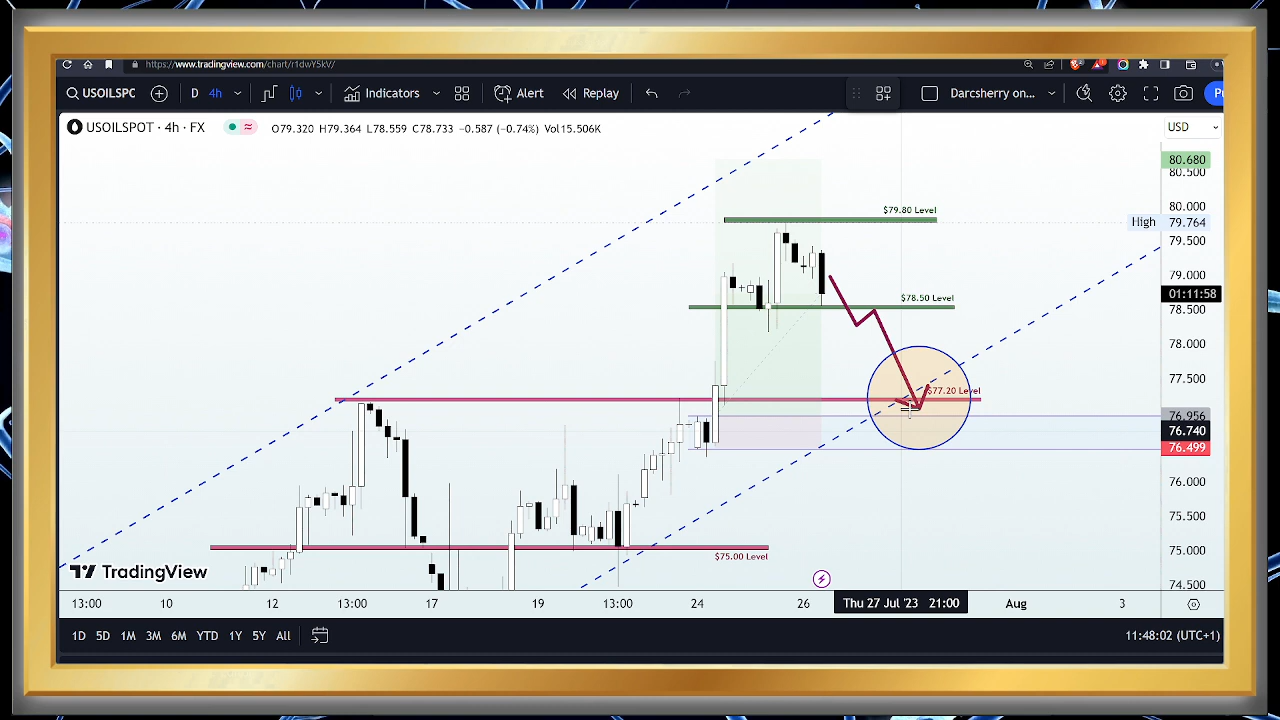 https://www.tradingview.com/chart/r1dwY5kV/
USOILSPC D 4h Indicators Alert Replay Darsherry on...
USOILSPOT · 4h · FX O79.320 H79.364 L78.559 C78.733 −0.587 (−0.74%) Vol15.506K
USD
80.680
80.500
80.000
$79.80 Level
High 79.764
79.500
79.000
01:11:58
$78.50 Level
78.500
78.000
77.500
$77.20 Level
76.956
76.740
76.499
76.000
75.500
75.000
$75.00 Level
74.500
TradingView
13:00 10 12 13:00 17 19 13:00 24 26 Thu 27 Jul '23 21:00 Aug 3
1D 5D 1M 3M 6M YTD 1Y 5Y All 11:48:02 (UTC+1)